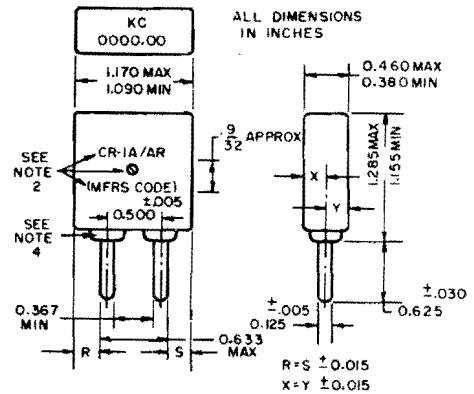 KC
0000.00
ALL DIMENSIONS
IN INCHES
1.170 MAX
1.090 MIN
0.460 MAX
0.380 MIN
SEE
NOTE
2
CR-1A/AR
(MFRS CODE)
9/32 APPROX
±.005
0.500
X
Y
1.285 MAX
1.155 MIN
SEE
NOTE
4
0.367
MIN
0.633
MAX
R
S
±.005
0.125
±.030
0.625
R=S ±0.015
X=Y ±0.015